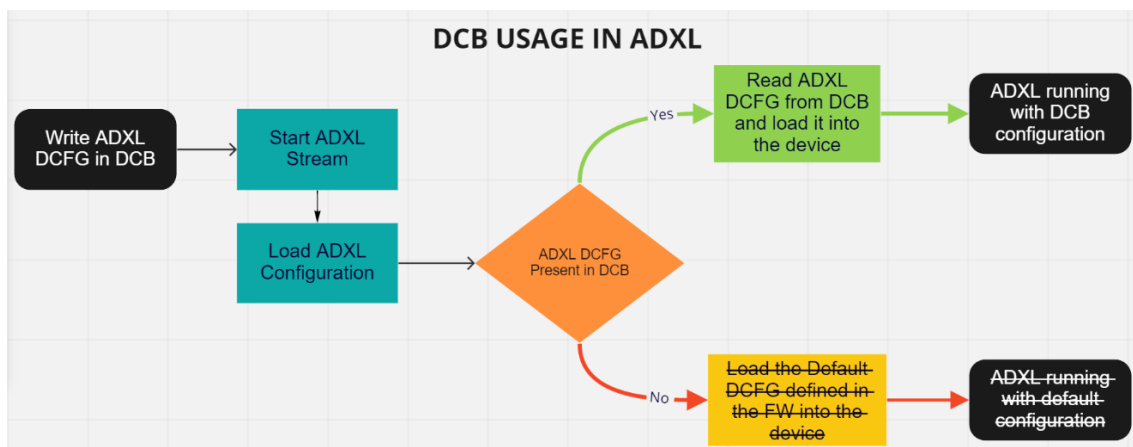 DCB USAGE IN ADXL
Write ADXL
DCFG in DCB
Start ADXL
Stream
Load ADXL
Configuration
ADXL DCFG
Present in DCB
Yes
Read ADXL
DCFG from DCB
and load it into
the device
ADXL running
with DCB
configuration
No
Load the Default
DCFG defined in
the FW into the
device
ADXL running
with default
configuration